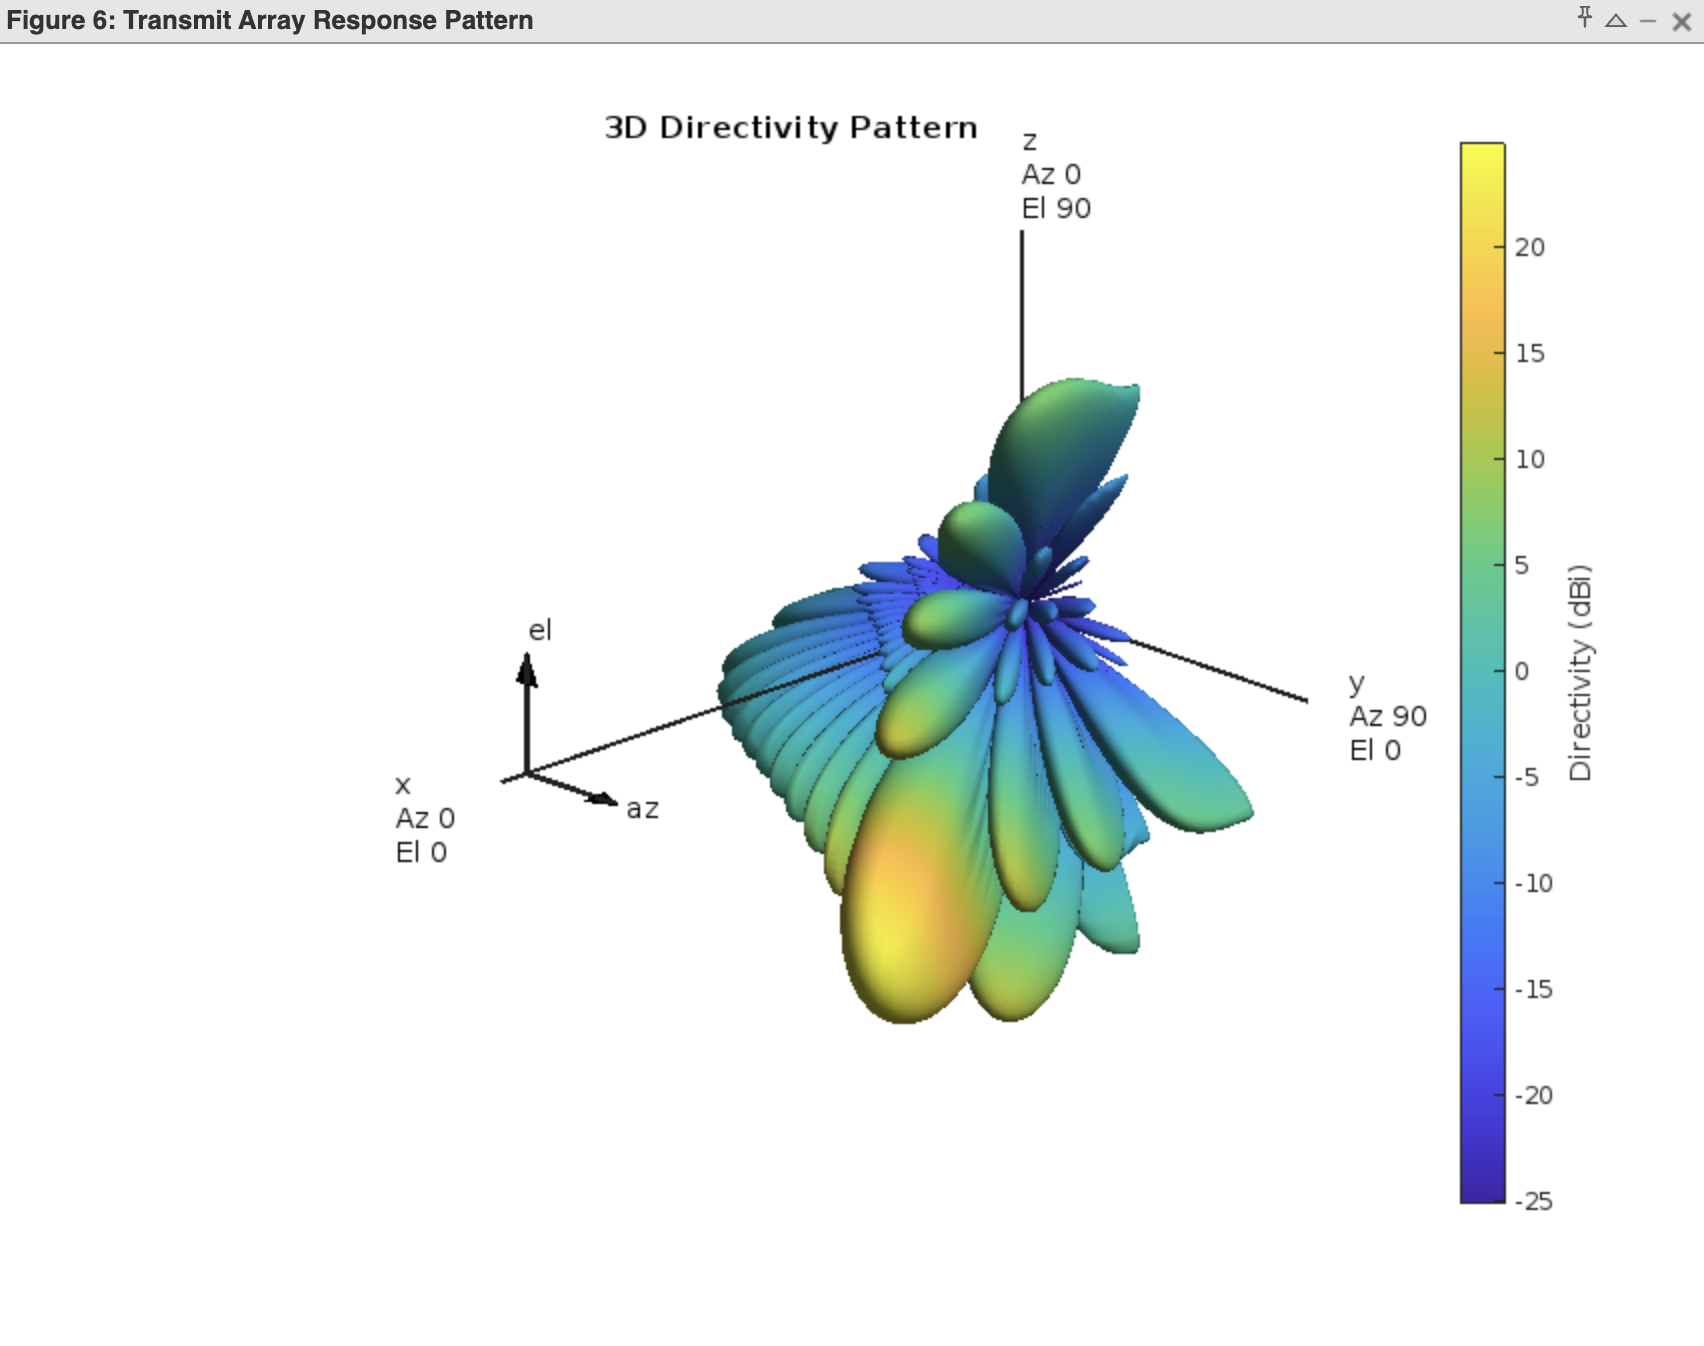 Figure 6: Transmit Array Response Pattern
3D Directivity Pattern
z
Az 0
El 90
el
az
x
Az 0
El 0
y
Az 90
El 0
20
15
10
5
0
-5
-10
-15
-20
-25
Directivity (dBi)